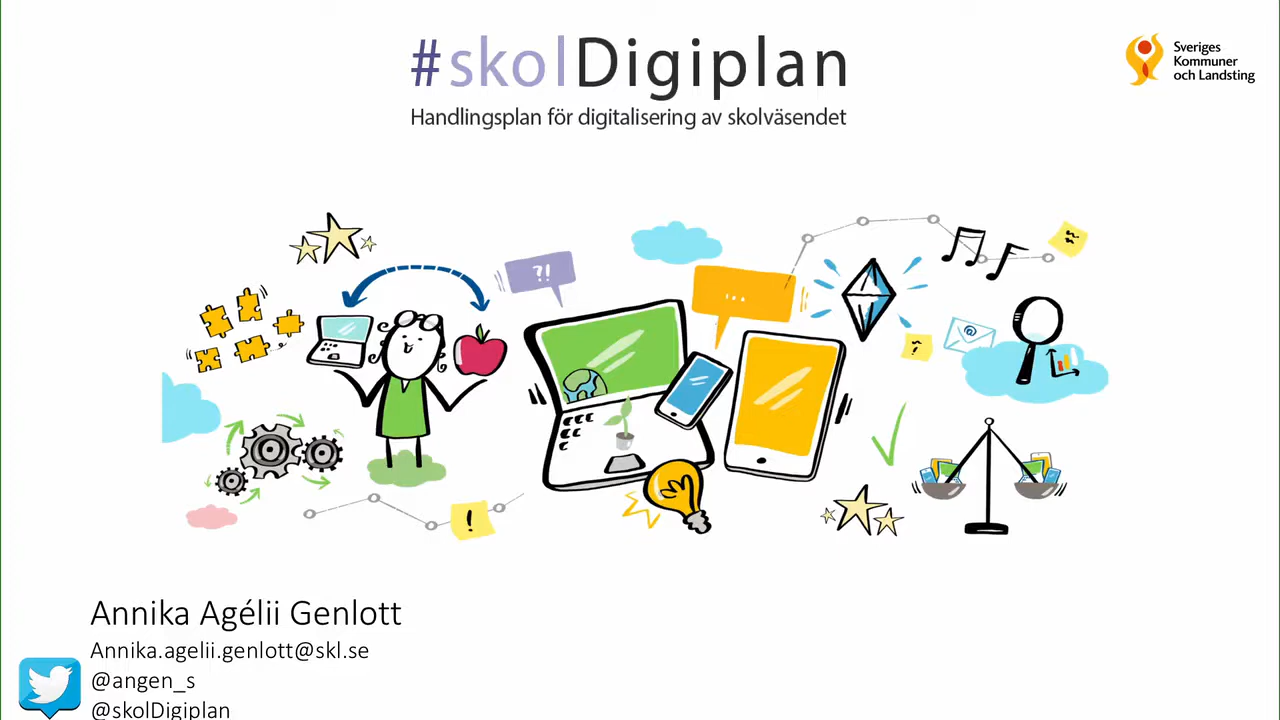 #skolDigiplan
Handlingsplan för digitalisering av skolväsendet
Sveriges
Kommuner
och Landsting
?!
...
!
@
Annika Agélii Genlott
Annika.agelii.genlott@skl.se
@angen_s
@skolDigiplan